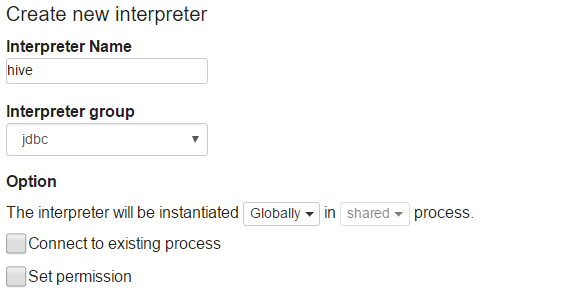 Create new interpreter
Interpreter Name
hive
Interpreter group
jdbc
Option
The interpreter will be instantiated Globally in shared process.
Connect to existing process
Set permission